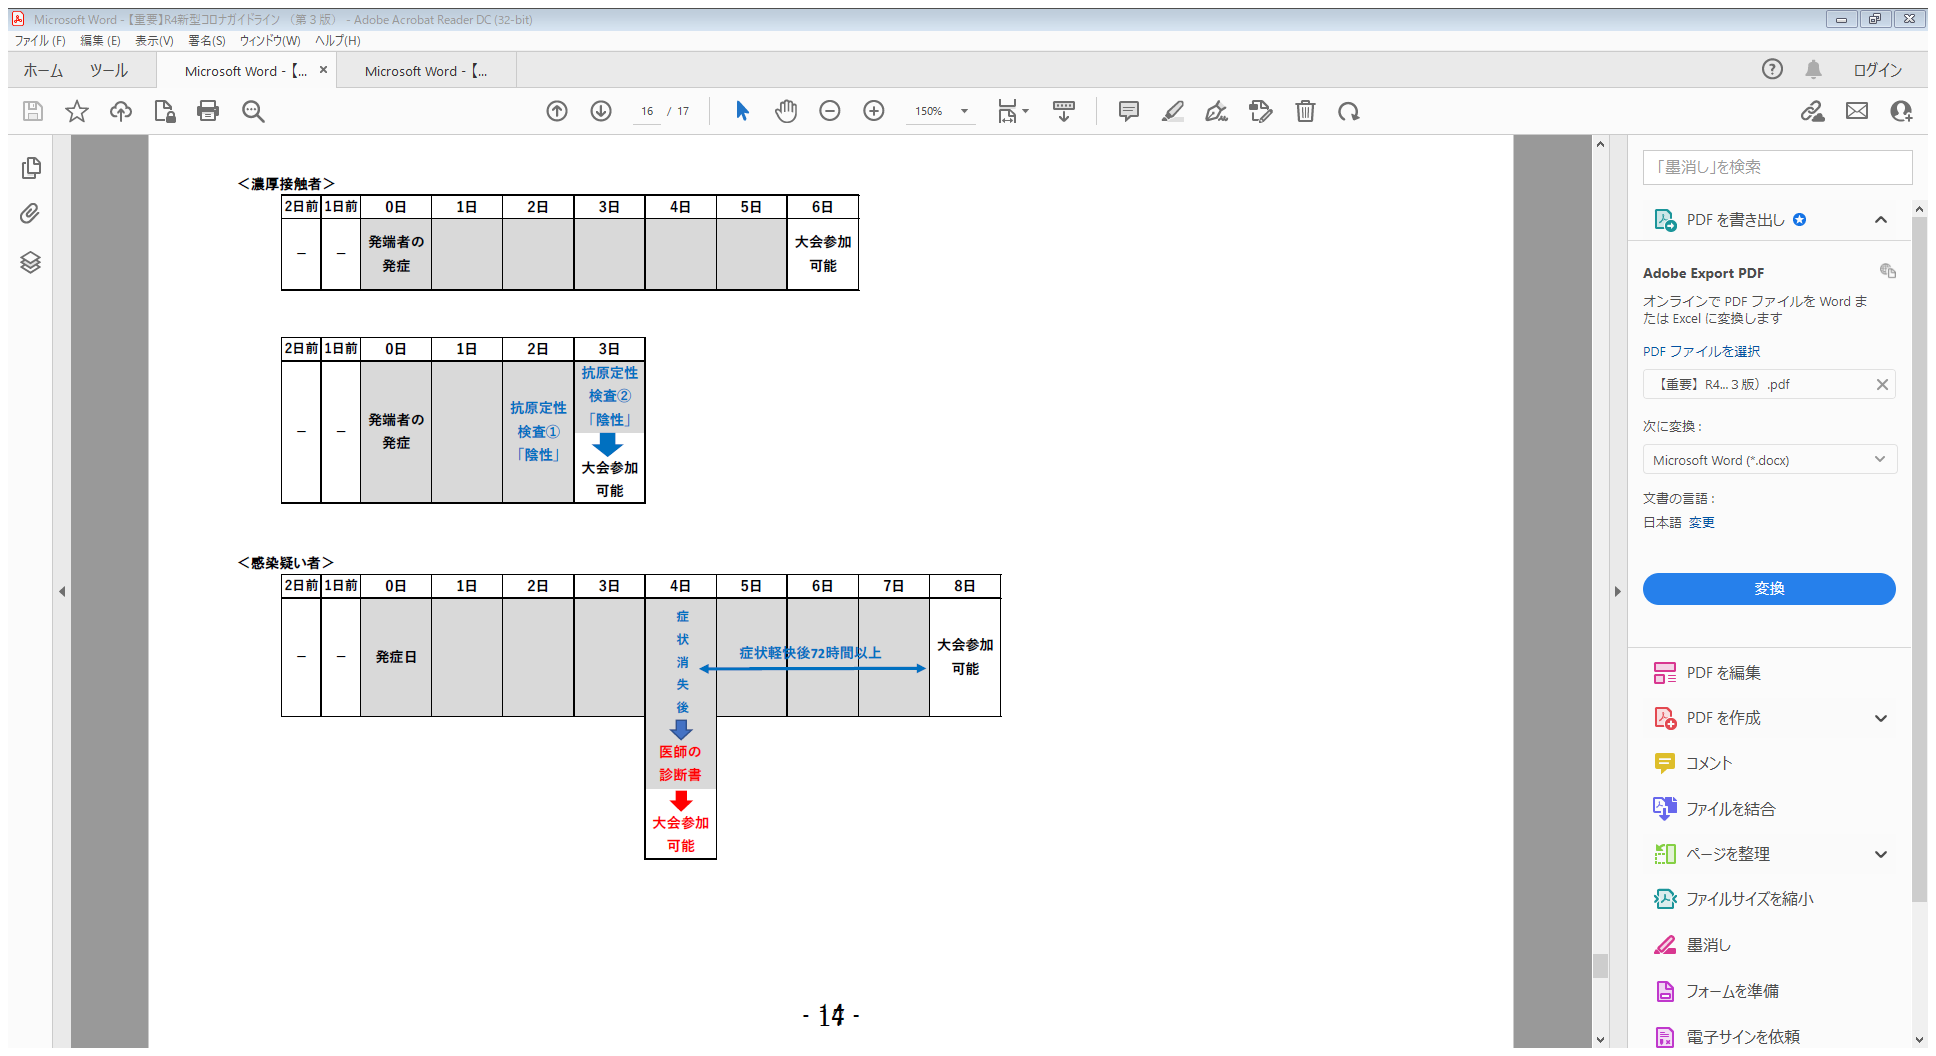 Microsoft Word - 【重要】R4新型コロナガイドライン （第３版） - Adobe Acrobat Reader DC (32-bit)
ファイル(F) 編集(E) 表示(V) 署名(S) ウィンドウ(W) ヘルプ(H)
ホーム ツール Microsoft Word - 【... × Microsoft Word - 【... ログイン
16 / 17 150%
＜濃厚接触者＞
2日前 1日前 0日 1日 2日 3日 4日 5日 6日
－ － 発端者の
発症
大会参加
可能
2日前 1日前 0日 1日 2日 3日
－ － 発端者の
発症
抗原定性
検査①
「陰性」
抗原定性
検査②
「陰性」
大会参加
可能
＜感染疑い者＞
2日前 1日前 0日 1日 2日 3日 4日 5日 6日 7日 8日
－ － 発症日
症
状
消
失
後
医師の
診断書
大会参加
可能
症状軽快後72時間以上
大会参加
可能
「墨消し」を検索
PDF を書き出し
Adobe Export PDF
オンラインで PDF ファイルを Word ま
たは Excel に変換します
PDF ファイルを選択
【重要】R4... 3 版）.pdf
次に変換 :
Microsoft Word (*.docx)
文書の言語 :
日本語 変更
変換
PDF を編集
PDF を作成
コメント
ファイルを結合
ページを整理
ファイルサイズを縮小
墨消し
フォームを準備
電子サインを依頼